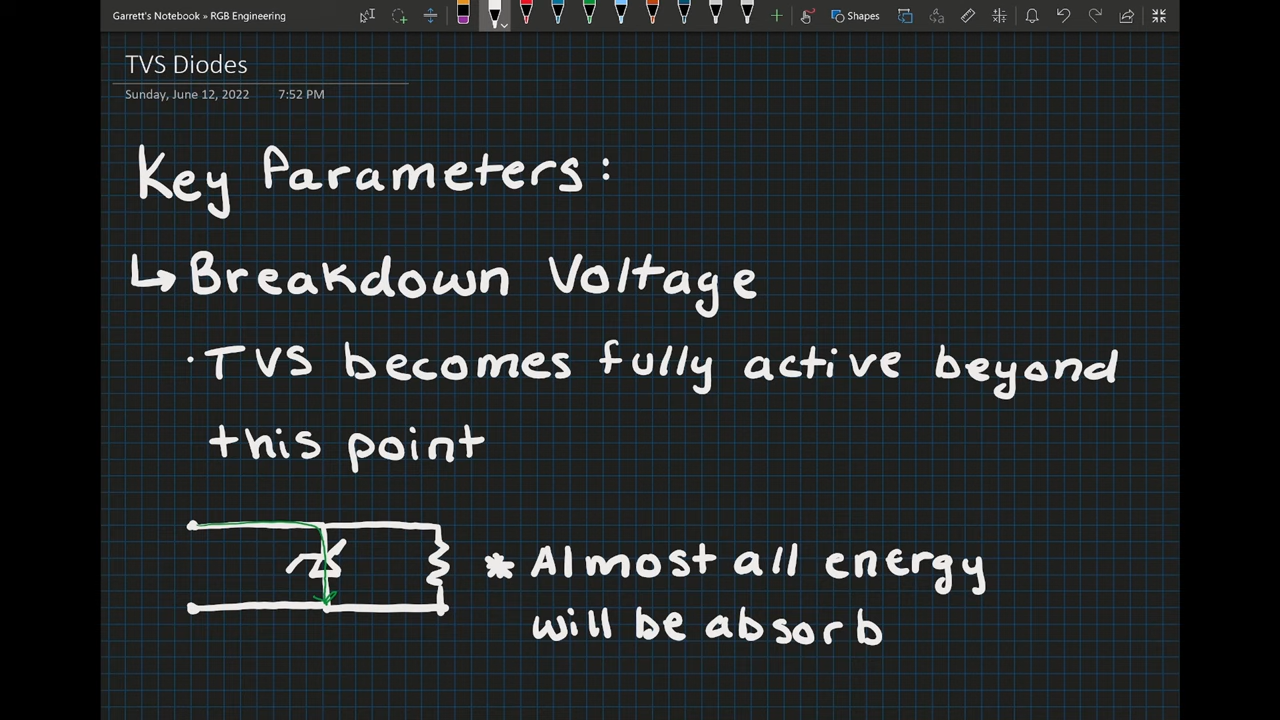 Garrett's Notebook » RGB Engineering
Shapes
TVS Diodes
Sunday, June 12, 2022 7:52 PM
Key Parameters:
↳ Breakdown Voltage
· TVS becomes fully active beyond
this point
* Almost all energy
will be absorb